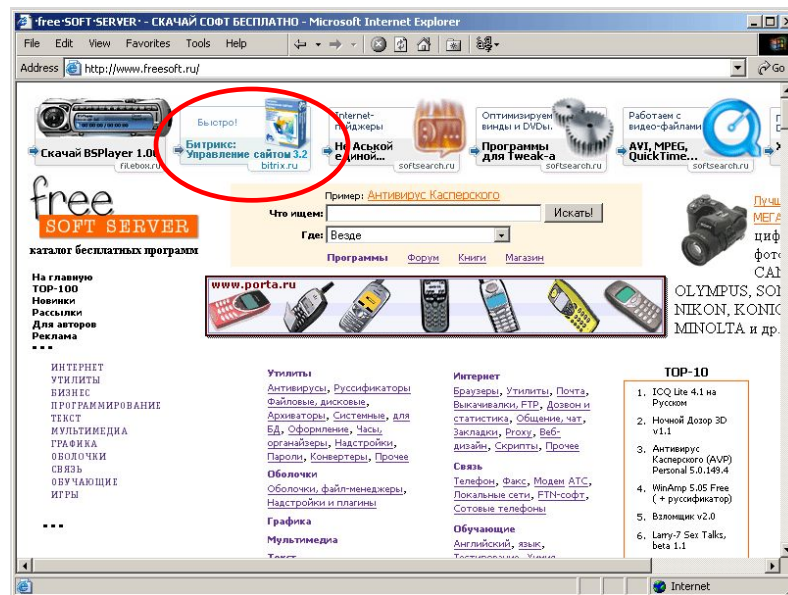 ·free·SOFT·SERVER· - СКАЧАЙ СОФТ БЕСПЛАТНО - Microsoft Internet Explorer
File Edit View Favorites Tools Help
Address http://www.freesoft.ru/ Go
Скачай BSPlayer 1.00
filebox.ru
Быстро!
Битрикс:
Управление сайтом 3.2
bitrix.ru
Internet-
пейджеры
Не Аськой
единой...
softsearch.ru
Оптимизируем
винды и DVDы.
Программы
для Tweak-а
softsearch.ru
Работаем с
видео-файлами
AVI, MPEG,
QuickTime...
softsearch.ru
free
SOFT SERVER
каталог бесплатных программ
Пример: Антивирус Касперского
Что ищем: Искать!
Где: Везде
Программы Форум Книги Магазин
На главную
TOP-100
Новинки
Рассылки
Для авторов
Реклама
www.porta.ru
OLYMPUS,
NIKON,
MINOLTA и др.
ИНТЕРНЕТ
УТИЛИТЫ
БИЗНЕС
ПРОГРАММИРОВАНИЕ
ТЕКСТ
МУЛЬТИМЕДИА
ГРАФИКА
ОБОЛОЧКИ
СВЯЗЬ
ОБУЧАЮЩИЕ
ИГРЫ
Утилиты
Антивирусы, Руссификаторы
Файловые, дисковые,
Архиваторы, Системные, для
БД, Оформление, Часы,
органайзеры, Надстройки,
Пароли, Конвертеры, Прочее
Оболочки
Оболочки, файл-менеджеры,
Надстройки и плагины
Графика
Мультимедиа
Текст
Интернет
Браузеры, Утилиты, Почта,
Выкачивалки, FTP, Дозвон и
статистика, Общение, чат,
Закладки, Proxy, Веб-
дизайн, Скрипты, Прочее
Связь
Телефон, Факс, Модем АТС,
Локальные сети, FTN-софт,
Сотовые телефоны
Обучающие
Английский, язык,
Тестирование, Химия
TOP-10
1. ICQ Lite 4.1 на
Русском
2. Ночной Дозор 3D
v1.1
3. Антивирус
Касперского (AVP)
Personal 5.0.149.4
4. WinAmp 5.05 Free
(+ руссификатор)
5. Взломщик v2.0
6. Larry-7 Sex Talks,
beta 1.1
Internet